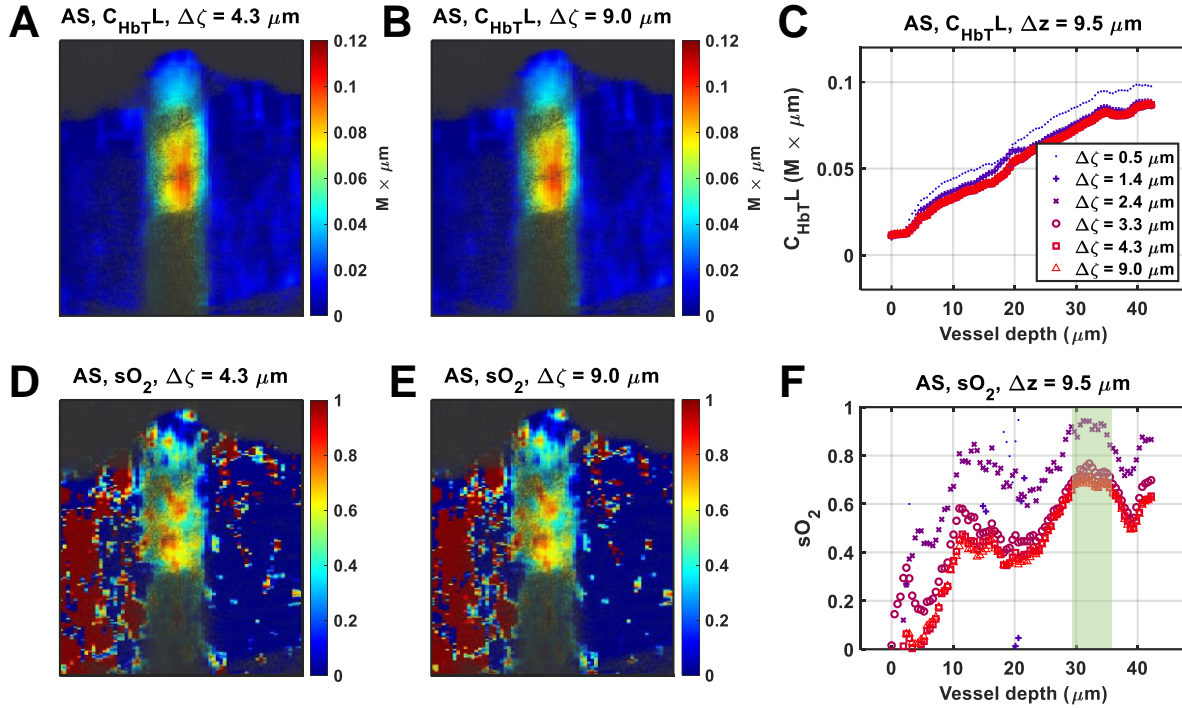 A
AS, C_HbT L, Δζ = 4.3 μm
0.12
0.1
0.08
0.06
0.04
0.02
0
M × μm
B
AS, C_HbT L, Δζ = 9.0 μm
0.12
0.1
0.08
0.06
0.04
0.02
0
M × μm
C
AS, C_HbT L, Δz = 9.5 μm
0.1
0.05
0
C_HbT L (M × μm)
Δζ = 0.5 μm
Δζ = 1.4 μm
Δζ = 2.4 μm
Δζ = 3.3 μm
Δζ = 4.3 μm
Δζ = 9.0 μm
0 10 20 30 40
Vessel depth (μm)
D
AS, sO₂, Δζ = 4.3 μm
1
0.8
0.6
0.4
0.2
0
E
AS, sO₂, Δζ = 9.0 μm
1
0.8
0.6
0.4
0.2
0
F
AS, sO₂, Δz = 9.5 μm
1
0.8
0.6
0.4
0.2
0
sO₂
0 10 20 30 40
Vessel depth (μm)